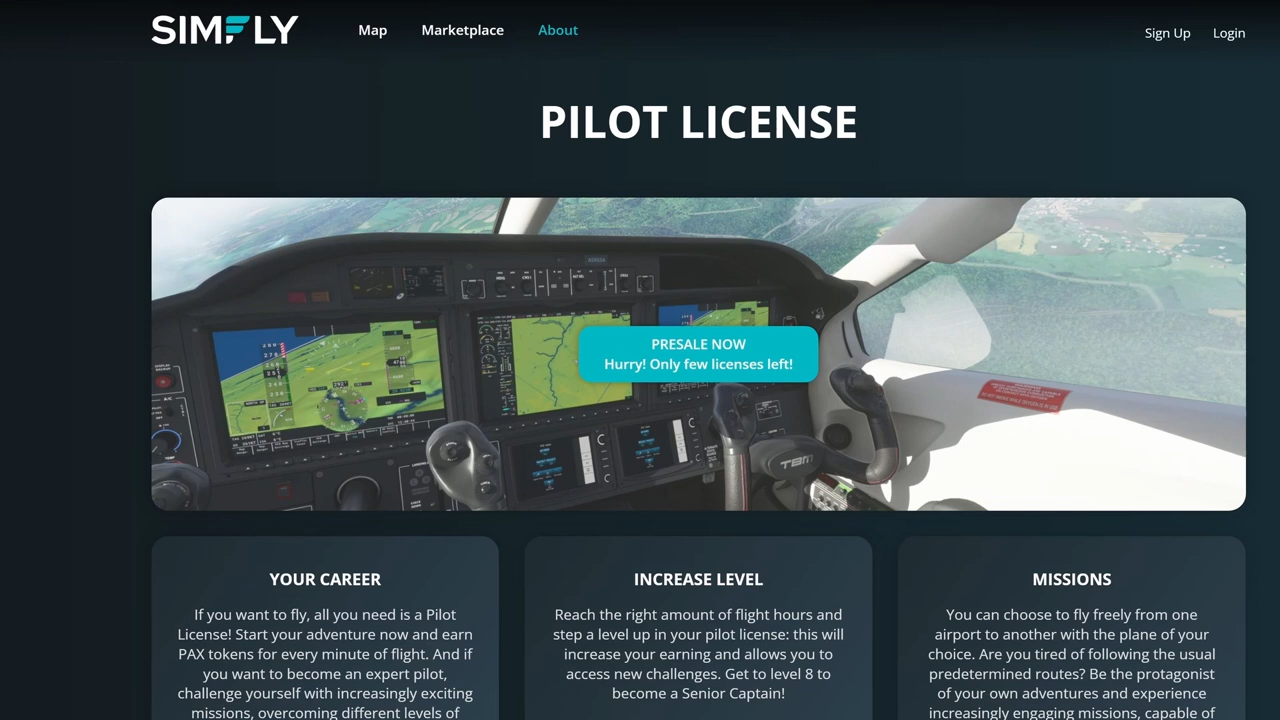 SIMFLY
Map
Marketplace
About
Sign Up
Login
PILOT LICENSE
PRESALE NOW
Hurry! Only few licenses left!
TBM
YOUR CAREER
If you want to fly, all you need is a Pilot
License! Start your adventure now and earn
PAX tokens for every minute of flight. And if
you want to become an expert pilot,
challenge yourself with increasingly exciting
missions, overcoming different levels of
INCREASE LEVEL
Reach the right amount of flight hours and
step a level up in your pilot license: this will
increase your earning and allows you to
access new challenges. Get to level 8 to
become a Senior Captain!
MISSIONS
You can choose to fly freely from one
airport to another with the plane of your
choice. Are you tired of following the usual
predetermined routes? Be the protagonist
of your own adventures and experience
increasingly engaging missions, capable of